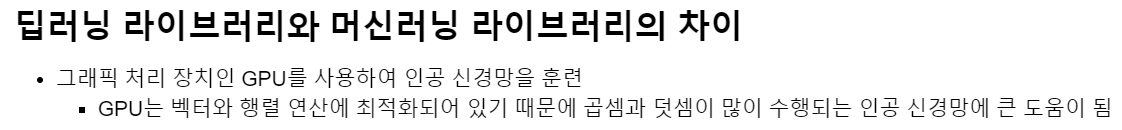 딥러닝 라이브러리와 머신러닝 라이브러리의 차이
그래픽 처리 장치인 GPU를 사용하여 인공 신경망을 훈련
GPU는 벡터와 행렬 연산에 최적화되어 있기 때문에 곱셈과 덧셈이 많이 수행되는 인공 신경망에 큰 도움이 됨